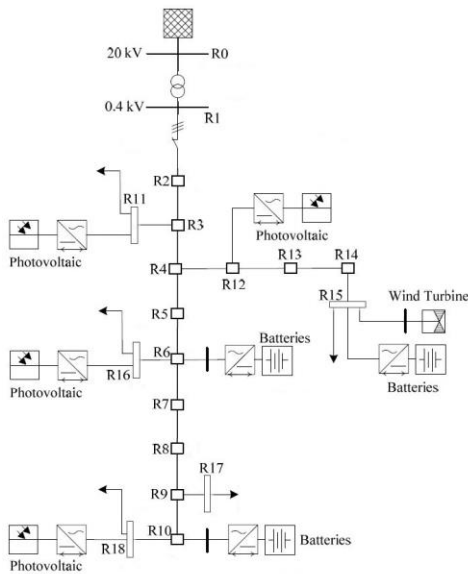 20 kV R0
0.4 kV R1
R2
R11
R3
Photovoltaic
Photovoltaic
R4
R12
R13
R14
R15
Wind Turbine
R5
Batteries
R6
R16
Photovoltaic
Batteries
R7
R8
R17
R9
R10
R18
Batteries
Photovoltaic